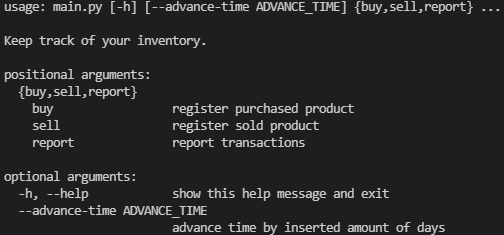 usage: main.py [-h] [--advance-time ADVANCE_TIME] {buy,sell,report} ...
Keep track of your inventory.
positional arguments:
{buy,sell,report}
buy register purchased product
sell register sold product
report report transactions
optional arguments:
-h, --help show this help message and exit
--advance-time ADVANCE_TIME
advance time by inserted amount of days